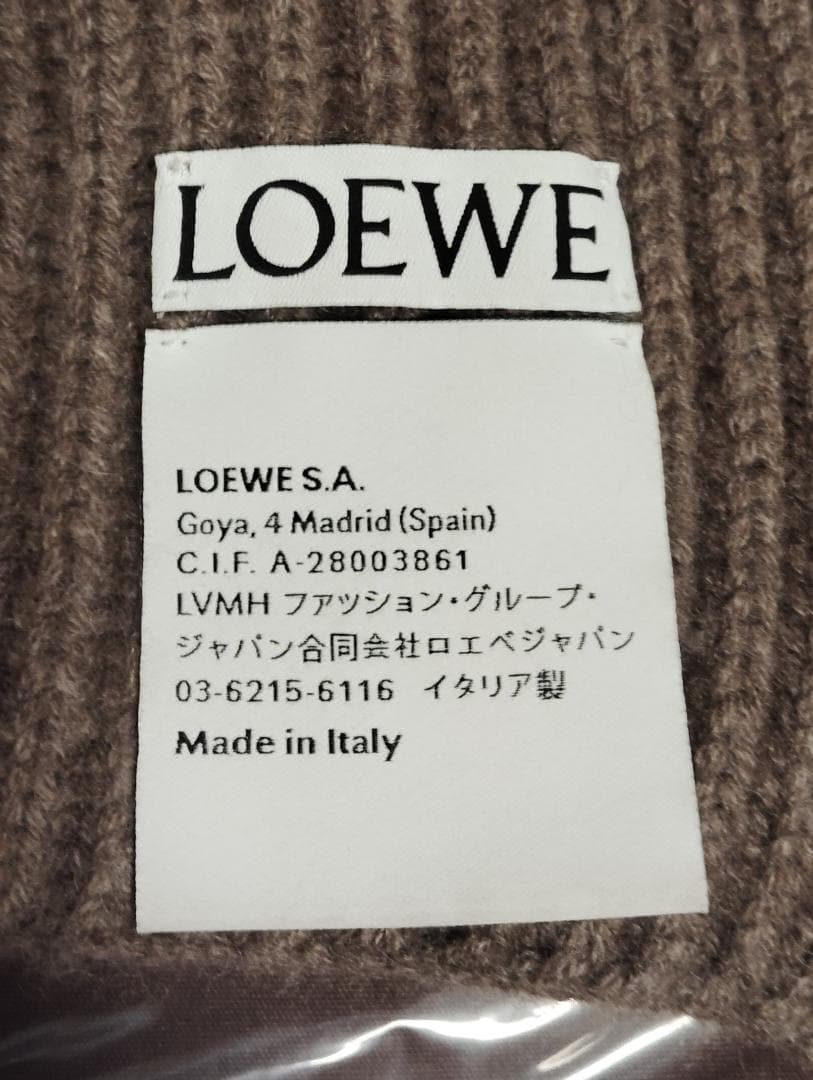 LOEWE
LOEWE S.A.
Goya, 4 Madrid (Spain)
C.I.F. A-28003861
LVMH ファッション・グループ・
ジャパン合同会社ロエベジャパン
03-6215-6116 イタリア製
Made in Italy